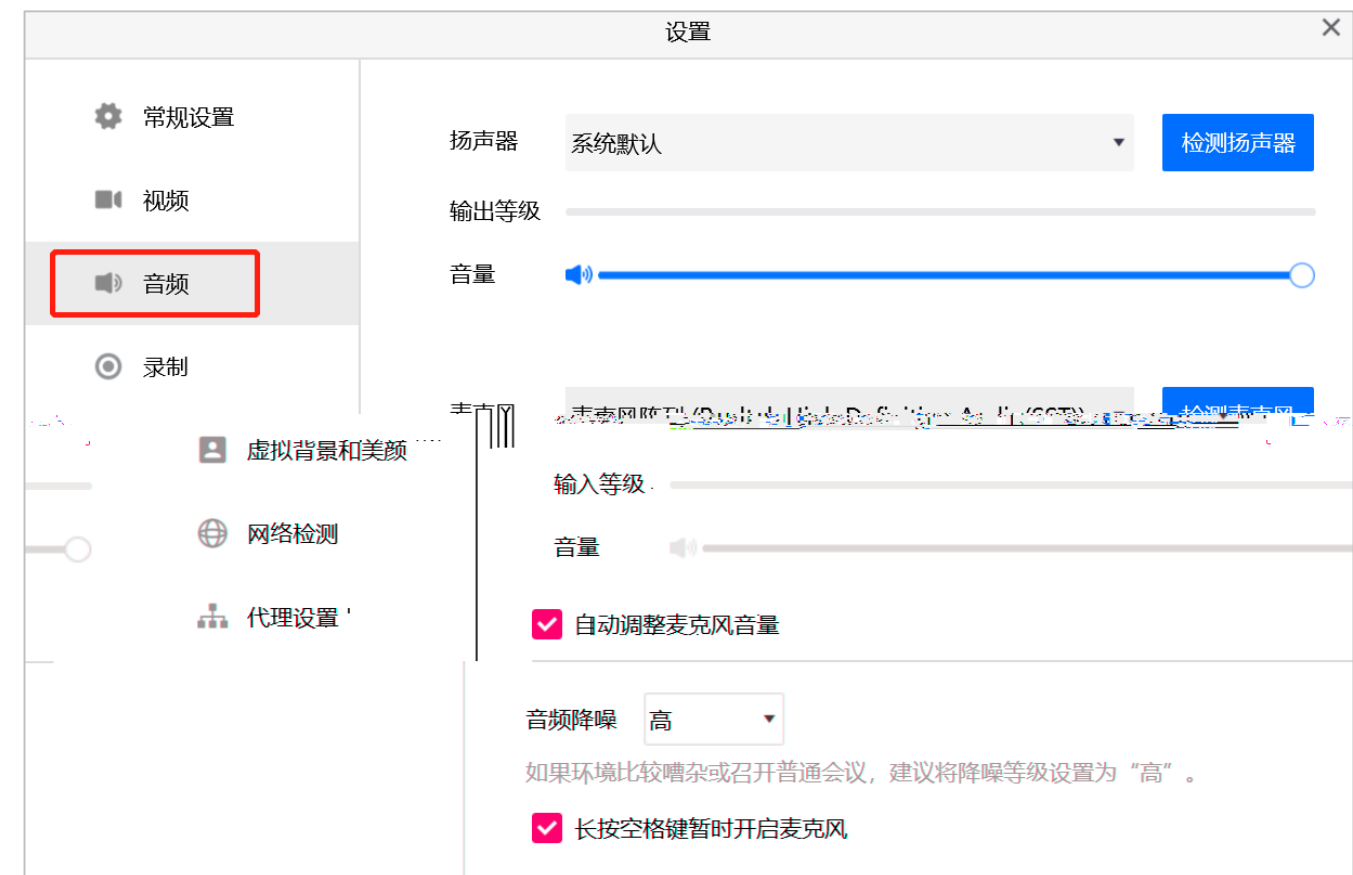 设置
常规设置
视频
音频
录制
虚拟背景和美颜
网络检测
代理设置
扬声器 系统默认 检测扬声器
输出等级
音量
输入等级
音量
自动调整麦克风音量
音频降噪 高
如果环境比较嘈杂或召开普通会议，建议将降噪等级设置为“高”。
长按空格键暂时开启麦克风